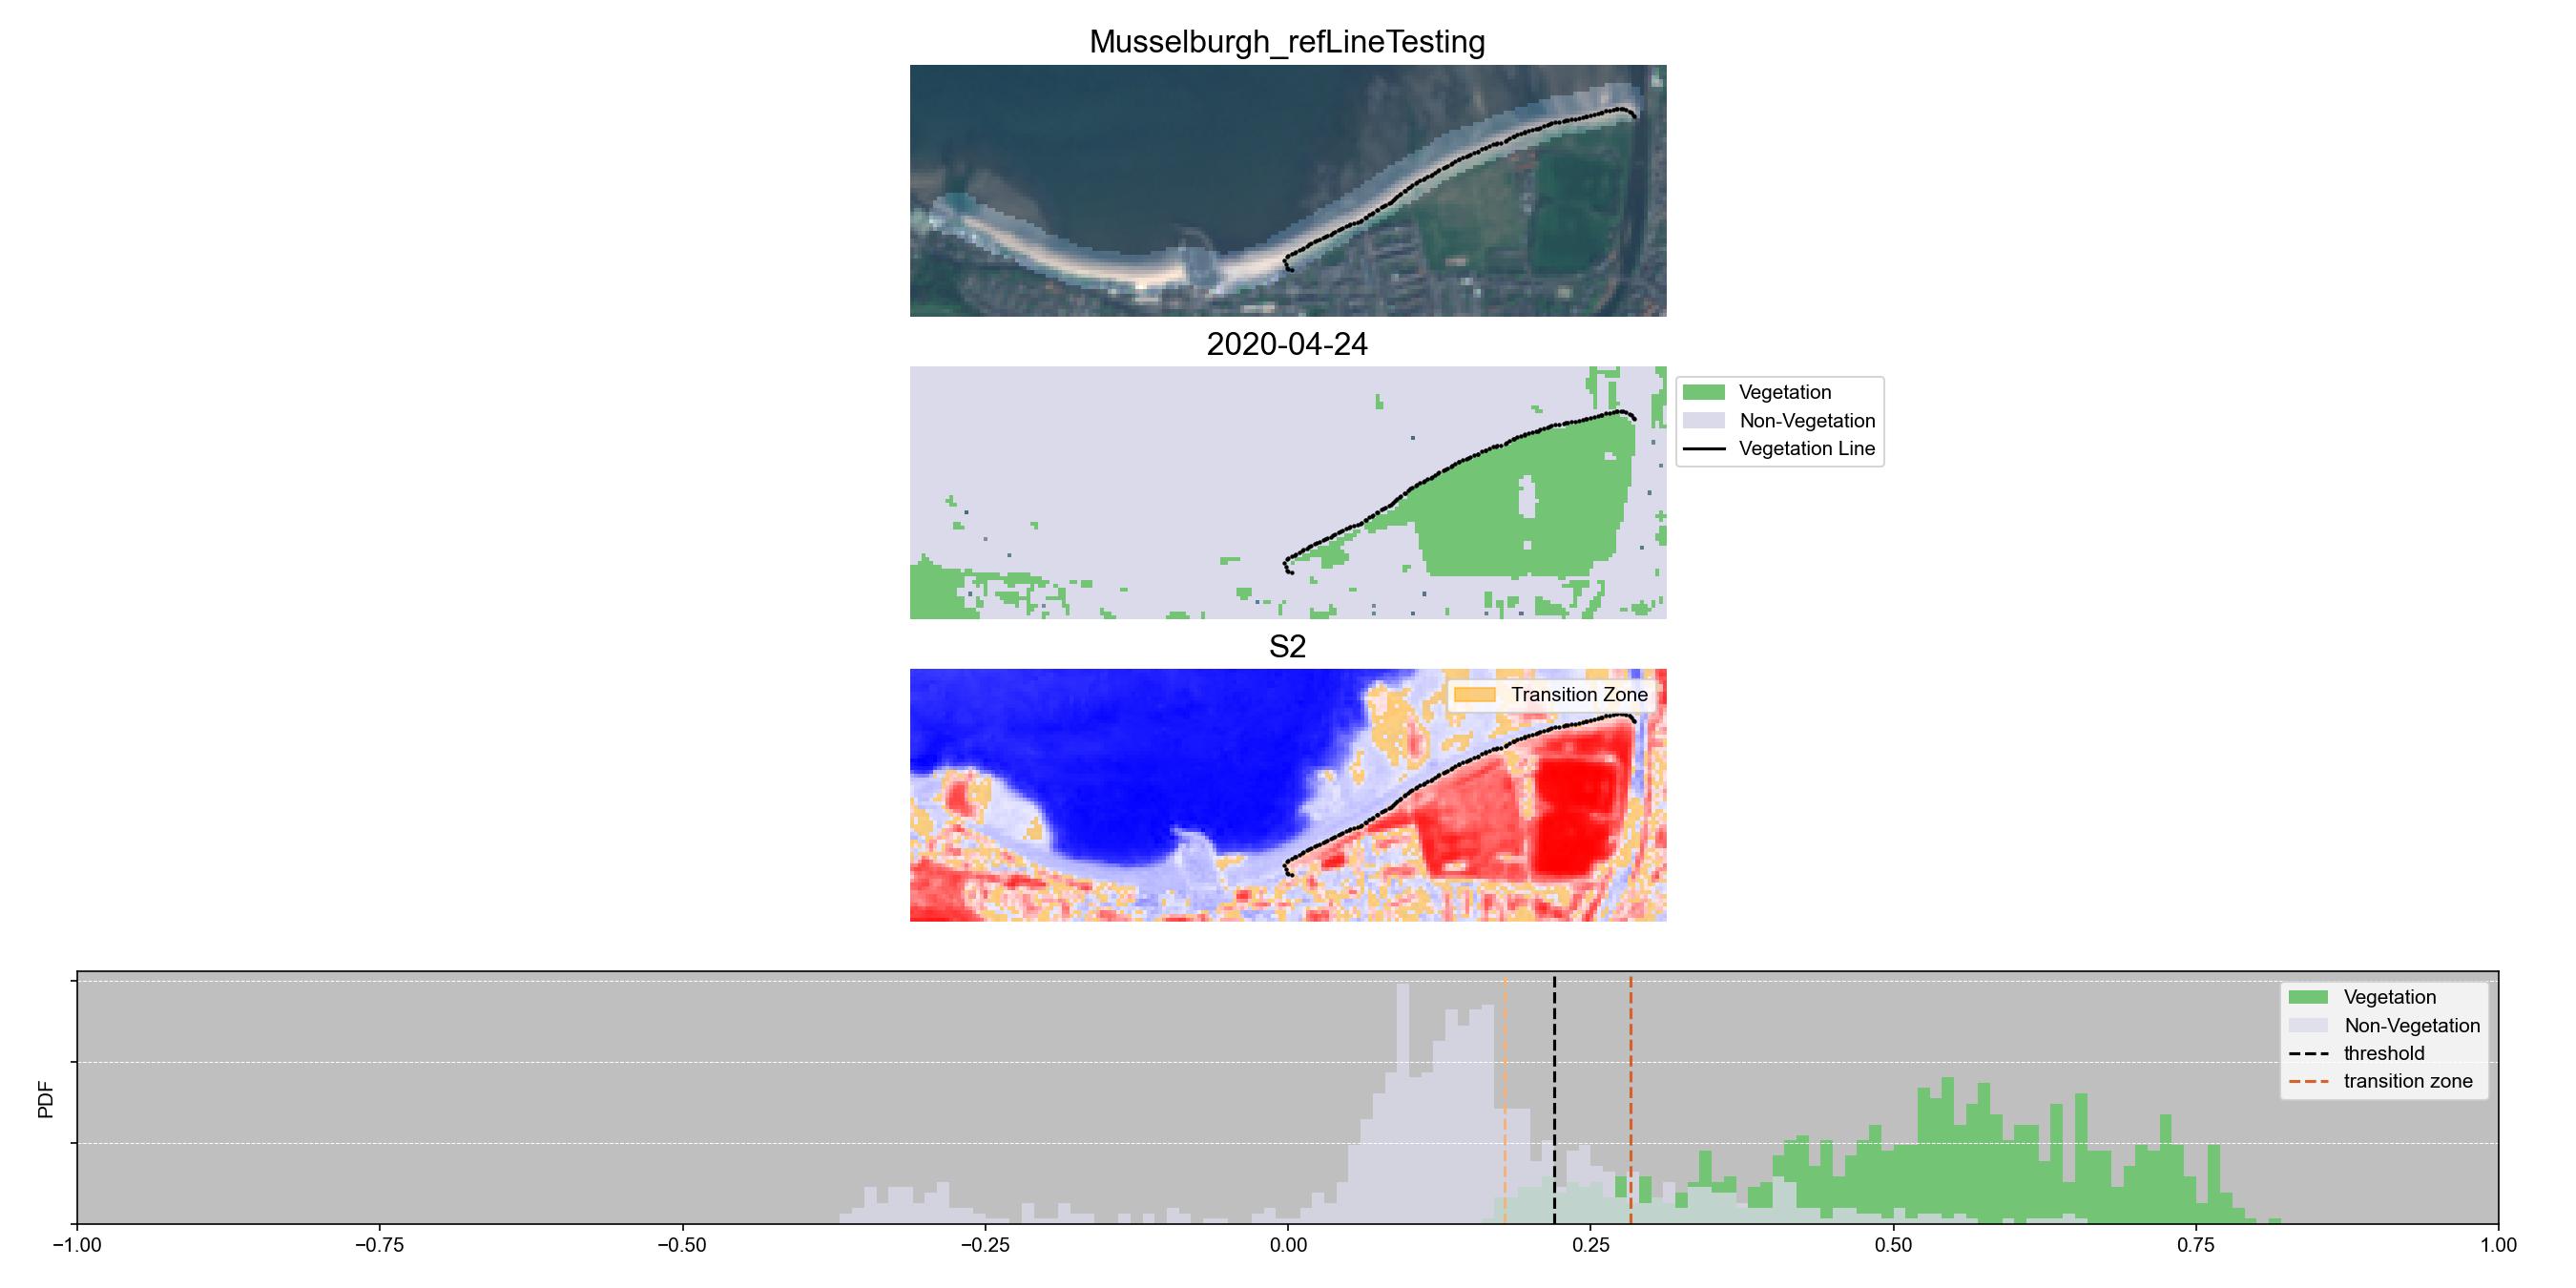 Musselburgh_refLineTesting
2020-04-24
Vegetation
Non-Vegetation
Vegetation Line
S2
Transition Zone
PDF
Vegetation
Non-Vegetation
threshold
transition zone
−1.00 −0.75 −0.50 −0.25 0.00 0.25 0.50 0.75 1.00